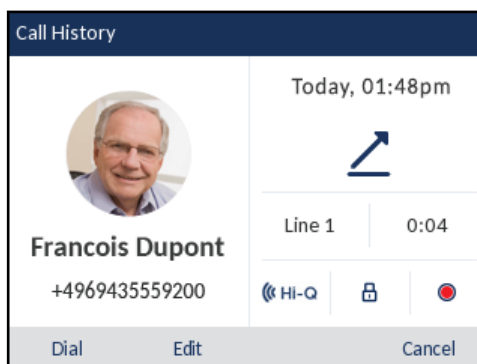 Call History
Francois Dupont
+4969435559200
Today, 01:48pm
Line 1 0:04
Hi-Q
Dial Edit Cancel